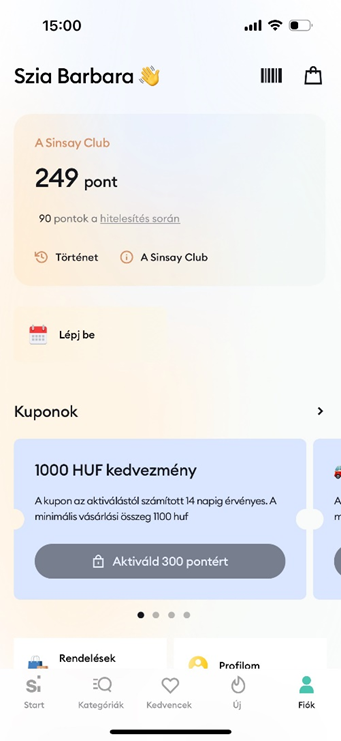 15:00
Szia Barbara 👋
A Sinsay Club
249 pont
90 pontok a hitelesítés során
Történet
A Sinsay Club
Lépj be
Kuponok
1000 HUF kedvezmény
A kupon az aktiválástól számított 14 napig érvényes. A
minimális vásárlási összeg 1100 huf
Aktiváld 300 pontért
Rendelések
Profilom
Si
Start
Kategóriák
Kedvencek
Új
Fiók